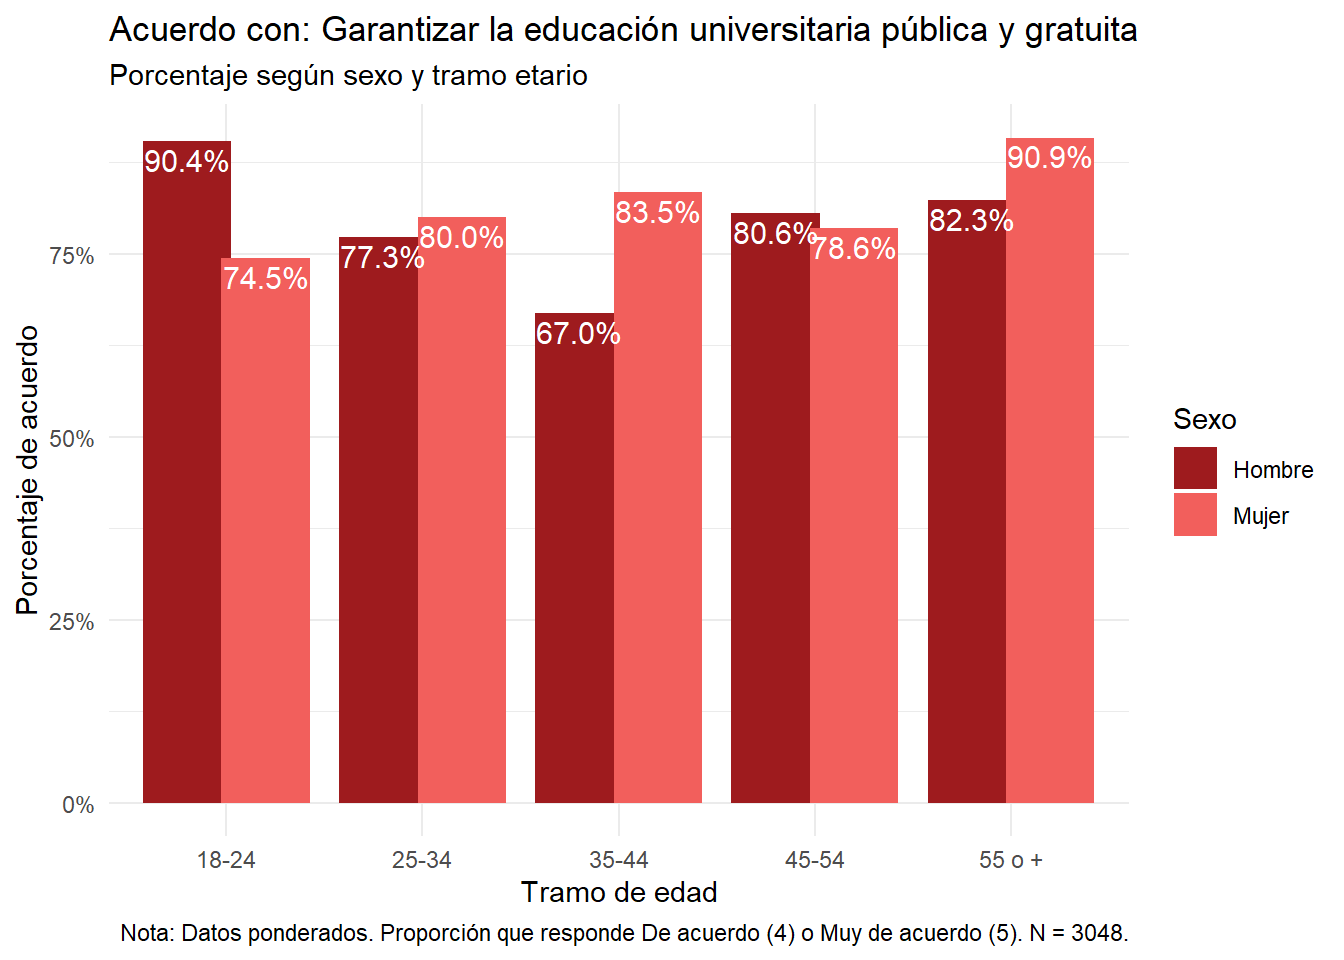 Acuerdo con: Garantizar la educación universitaria pública y gratuita
Porcentaje según sexo y tramo etario
Porcentaje de acuerdo
75%
50%
25%
0%
90.4%
74.5%
77.3%
80.0%
67.0%
83.5%
80.6%
78.6%
82.3%
90.9%
18-24
25-34
35-44
45-54
55 o +
Tramo de edad
Sexo
Hombre
Mujer
Nota: Datos ponderados. Proporción que responde De acuerdo (4) o Muy de acuerdo (5). N = 3048.